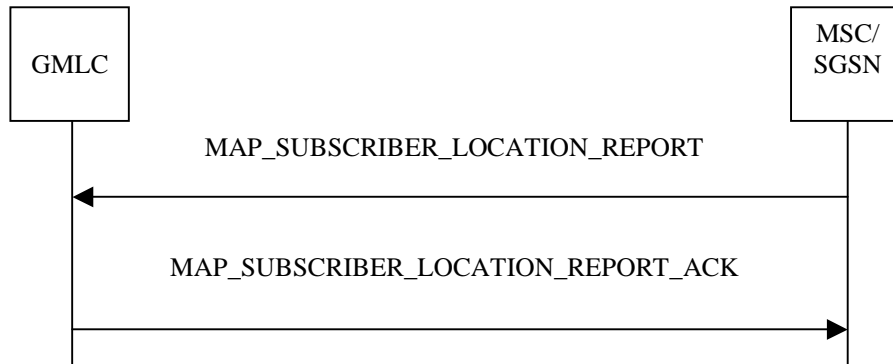 GMLC
MSC/
SGSN
MAP_SUBSCRIBER_LOCATION_REPORT
MAP_SUBSCRIBER_LOCATION_REPORT_ACK